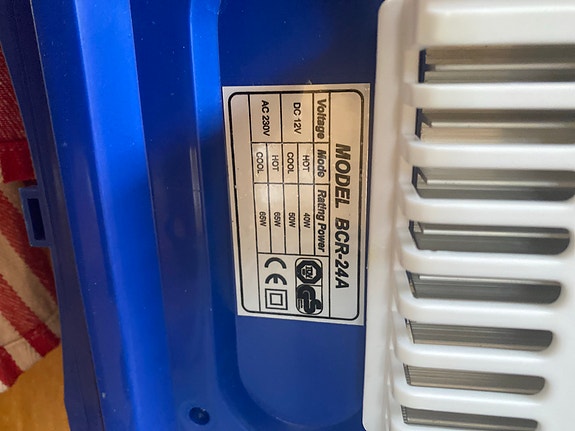 MODEL BCR-24A
Voltage Mode Rating Power
DC 12V HOT 40W
COOL 50W
AC 230V HOT 65W
COOL 65W
CE